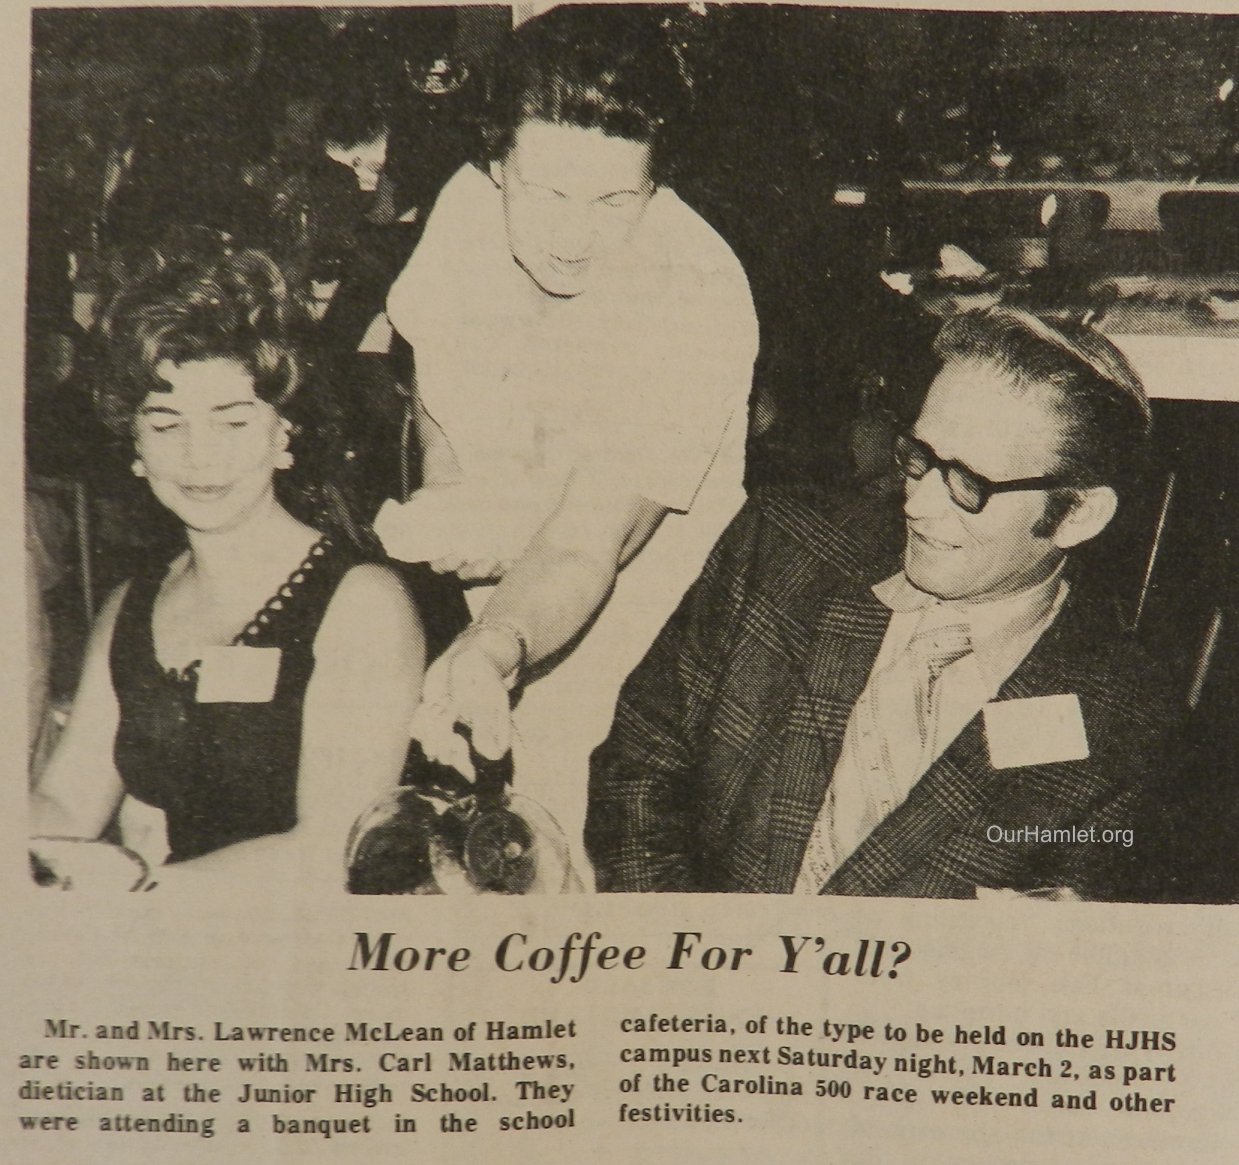 OurHamlet.org
More Coffee For Y'all?
Mr. and Mrs. Lawrence McLean of Hamlet
are shown here with Mrs. Carl Matthews,
dietician at the Junior High School. They
were attending a banquet in the school
cafeteria, of the type to be held on the HJHS
campus next Saturday night, March 2, as part
of the Carolina 500 race weekend and other
festivities.